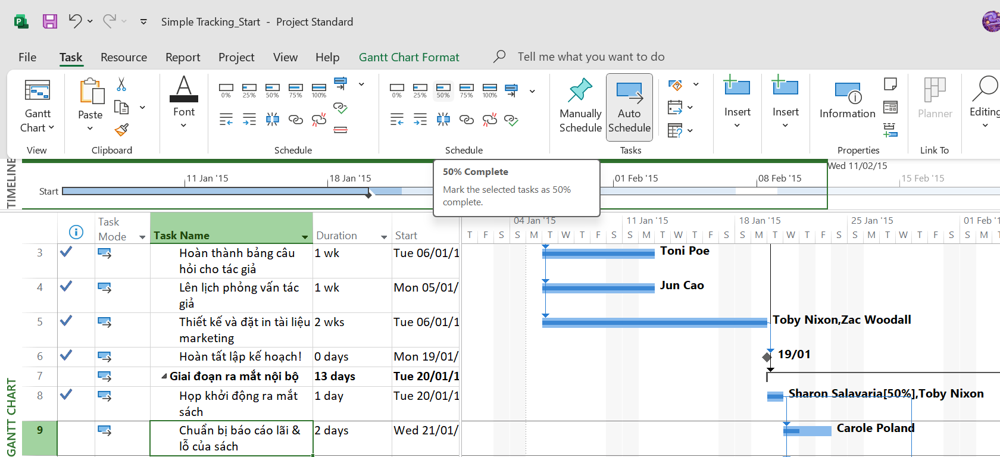 Simple Tracking_Start - Project Standard
File Task Resource Report Project View Help Gantt Chart Format Tell me what you want to do
0% 25% 50% 75% 100% 0% 25% 50% 75% 100%
Gantt Chart Paste Font Manually Schedule Auto Schedule Insert Insert Information Planner Editing
View Clipboard Schedule Schedule Tasks Properties Link To
TIMELINE
Wed 11/02/15
11 Jan '15 18 Jan '15 01 Feb '15 08 Feb '15 15 Feb '15
Start
50% Complete
Mark the selected tasks as 50%
complete.
GANTT CHART
Task Mode Task Name Duration Start
04 Jan '15 11 Jan '15 18 Jan '15 25 Jan '15 01 Feb '1
T F S S M T W T F S S M T W T F S S M T W T F S S M T W T F S S M T
3 Hoàn thành bảng câu hỏi cho tác giả 1 wk Tue 06/01/1 Toni Poe
4 Lên lịch phỏng vấn tác giả 1 wk Mon 05/01/ Jun Cao
5 Thiết kế và đặt in tài liệu marketing 2 wks Tue 06/01/1 Toby Nixon,Zac Woodall
6 Hoàn tất lập kế hoạch! 0 days Mon 19/01/ 19/01
7 Giai đoạn ra mắt nội bộ 13 days Tue 20/01/1
8 Họp khởi động ra mắt sách 1 day Tue 20/01/1 Sharon Salavaria[50%],Toby Nixon
9 Chuẩn bị báo cáo lãi & lỗ của sách 2 days Wed 21/01/ Carole Poland